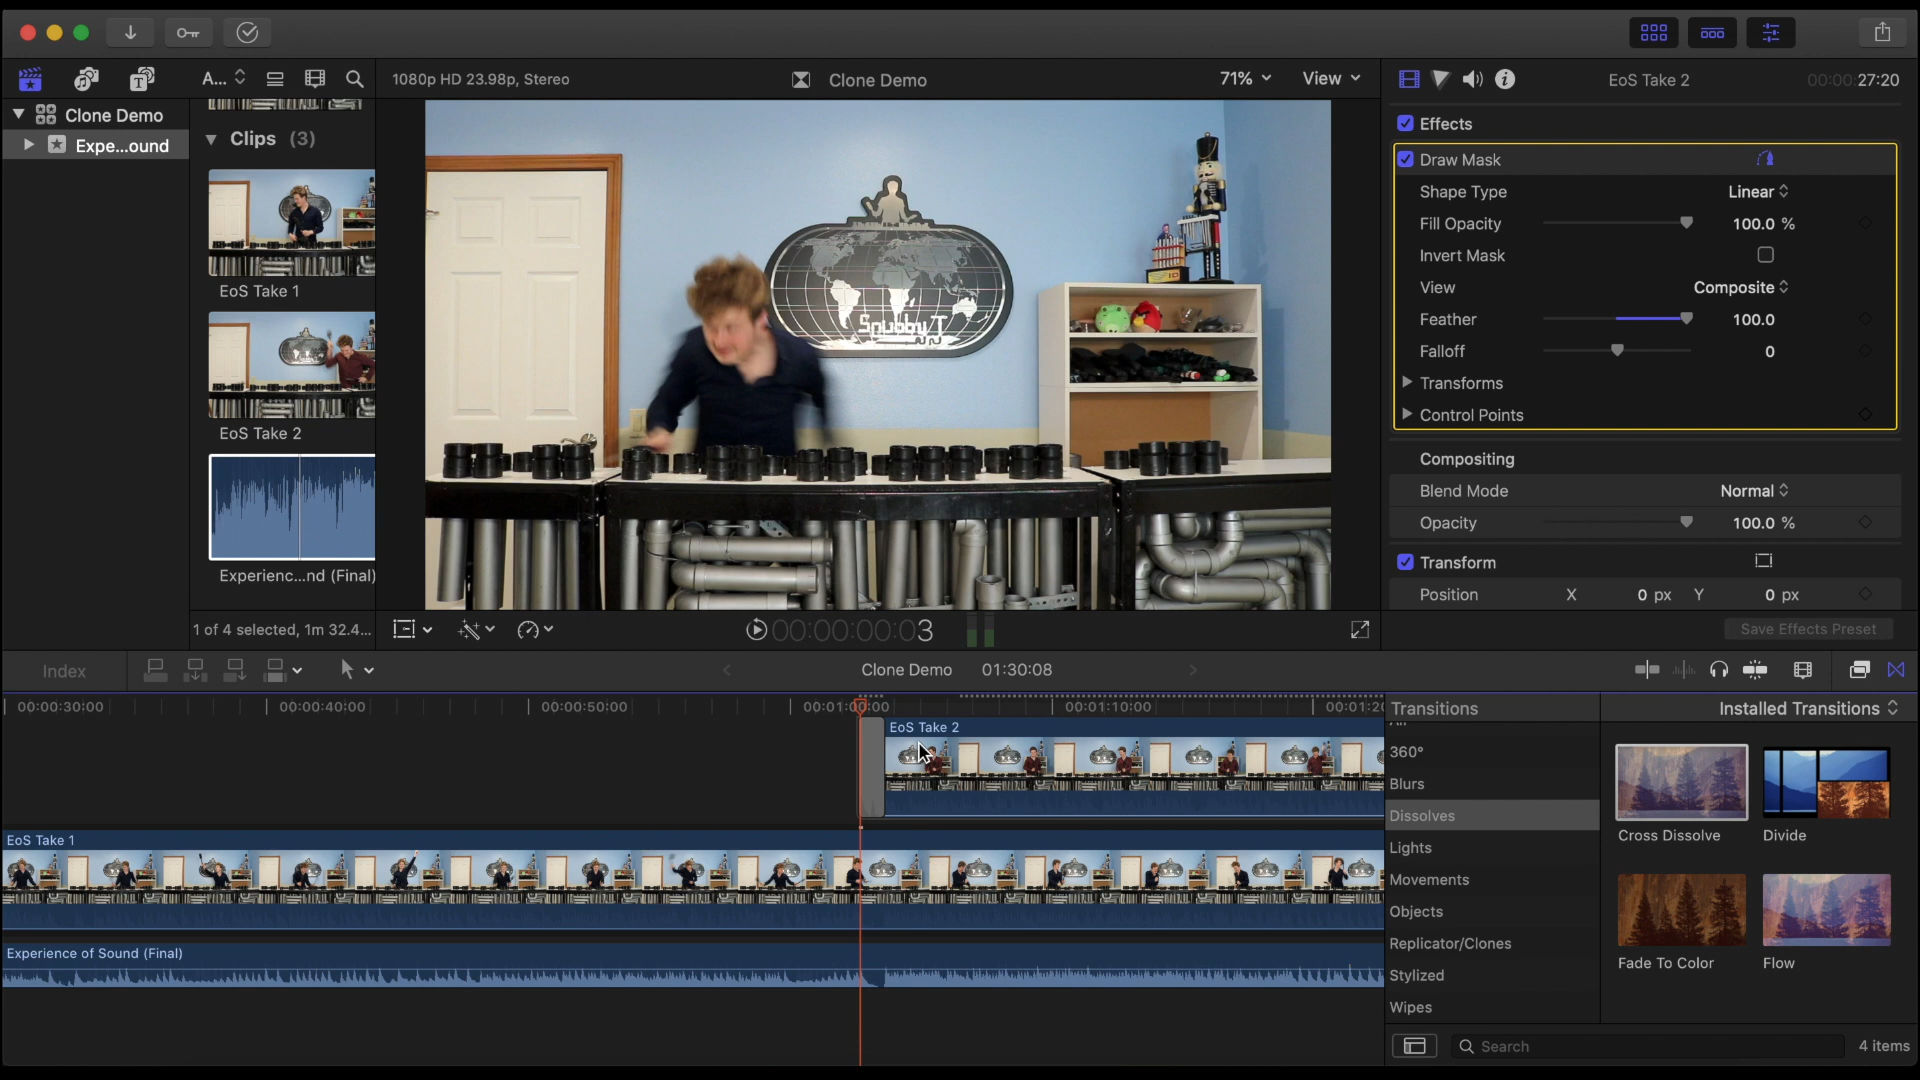 A...
1080p HD 23.98p, Stereo
Clone Demo
71%
View
EoS Take 2
00:00:27:20
Clone Demo
Expe...ound
Clips (3)
EoS Take 1
EoS Take 2
Experienc...nd (Final)
1 of 4 selected, 1m 32.4...
Snubby J
00:00:00:03
Effects
Draw Mask
Shape Type Linear
Fill Opacity 100.0 %
Invert Mask
View Composite
Feather 100.0
Falloff 0
Transforms
Control Points
Compositing
Blend Mode Normal
Opacity 100.0 %
Transform
Position X 0 px Y 0 px
Save Effects Preset
Index
Clone Demo 01:30:08
00:00:30:00
00:00:40:00
00:00:50:00
00:01:00:00
00:01:10:00
00:01:20
EoS Take 2
EoS Take 1
Experience of Sound (Final)
Transitions
Installed Transitions
All
360°
Blurs
Dissolves
Lights
Movements
Objects
Replicator/Clones
Stylized
Wipes
Cross Dissolve
Divide
Fade To Color
Flow
Search
4 items